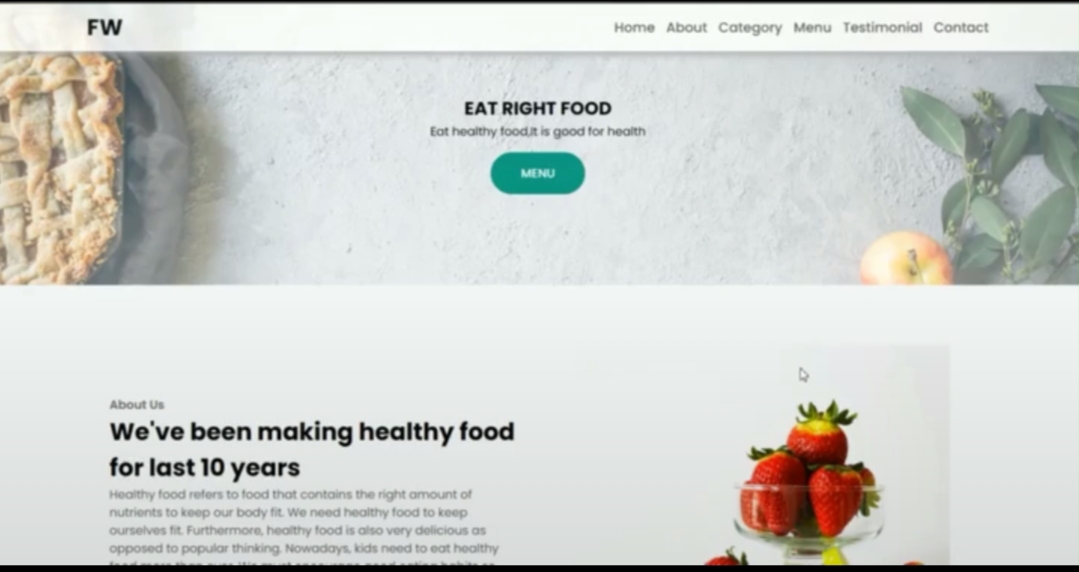 FW
Home About Category Menu Testimonial Contact
EAT RIGHT FOOD
Eat healthy food,It is good for health
MENU
About Us
We've been making healthy food
for last 10 years
Healthy food refers to food that contains the right amount of
nutrients to keep our body fit. We need healthy food to keep
ourselves fit. Furthermore, healthy food is also very delicious as
opposed to popular thinking. Nowadays, kids need to eat healthy